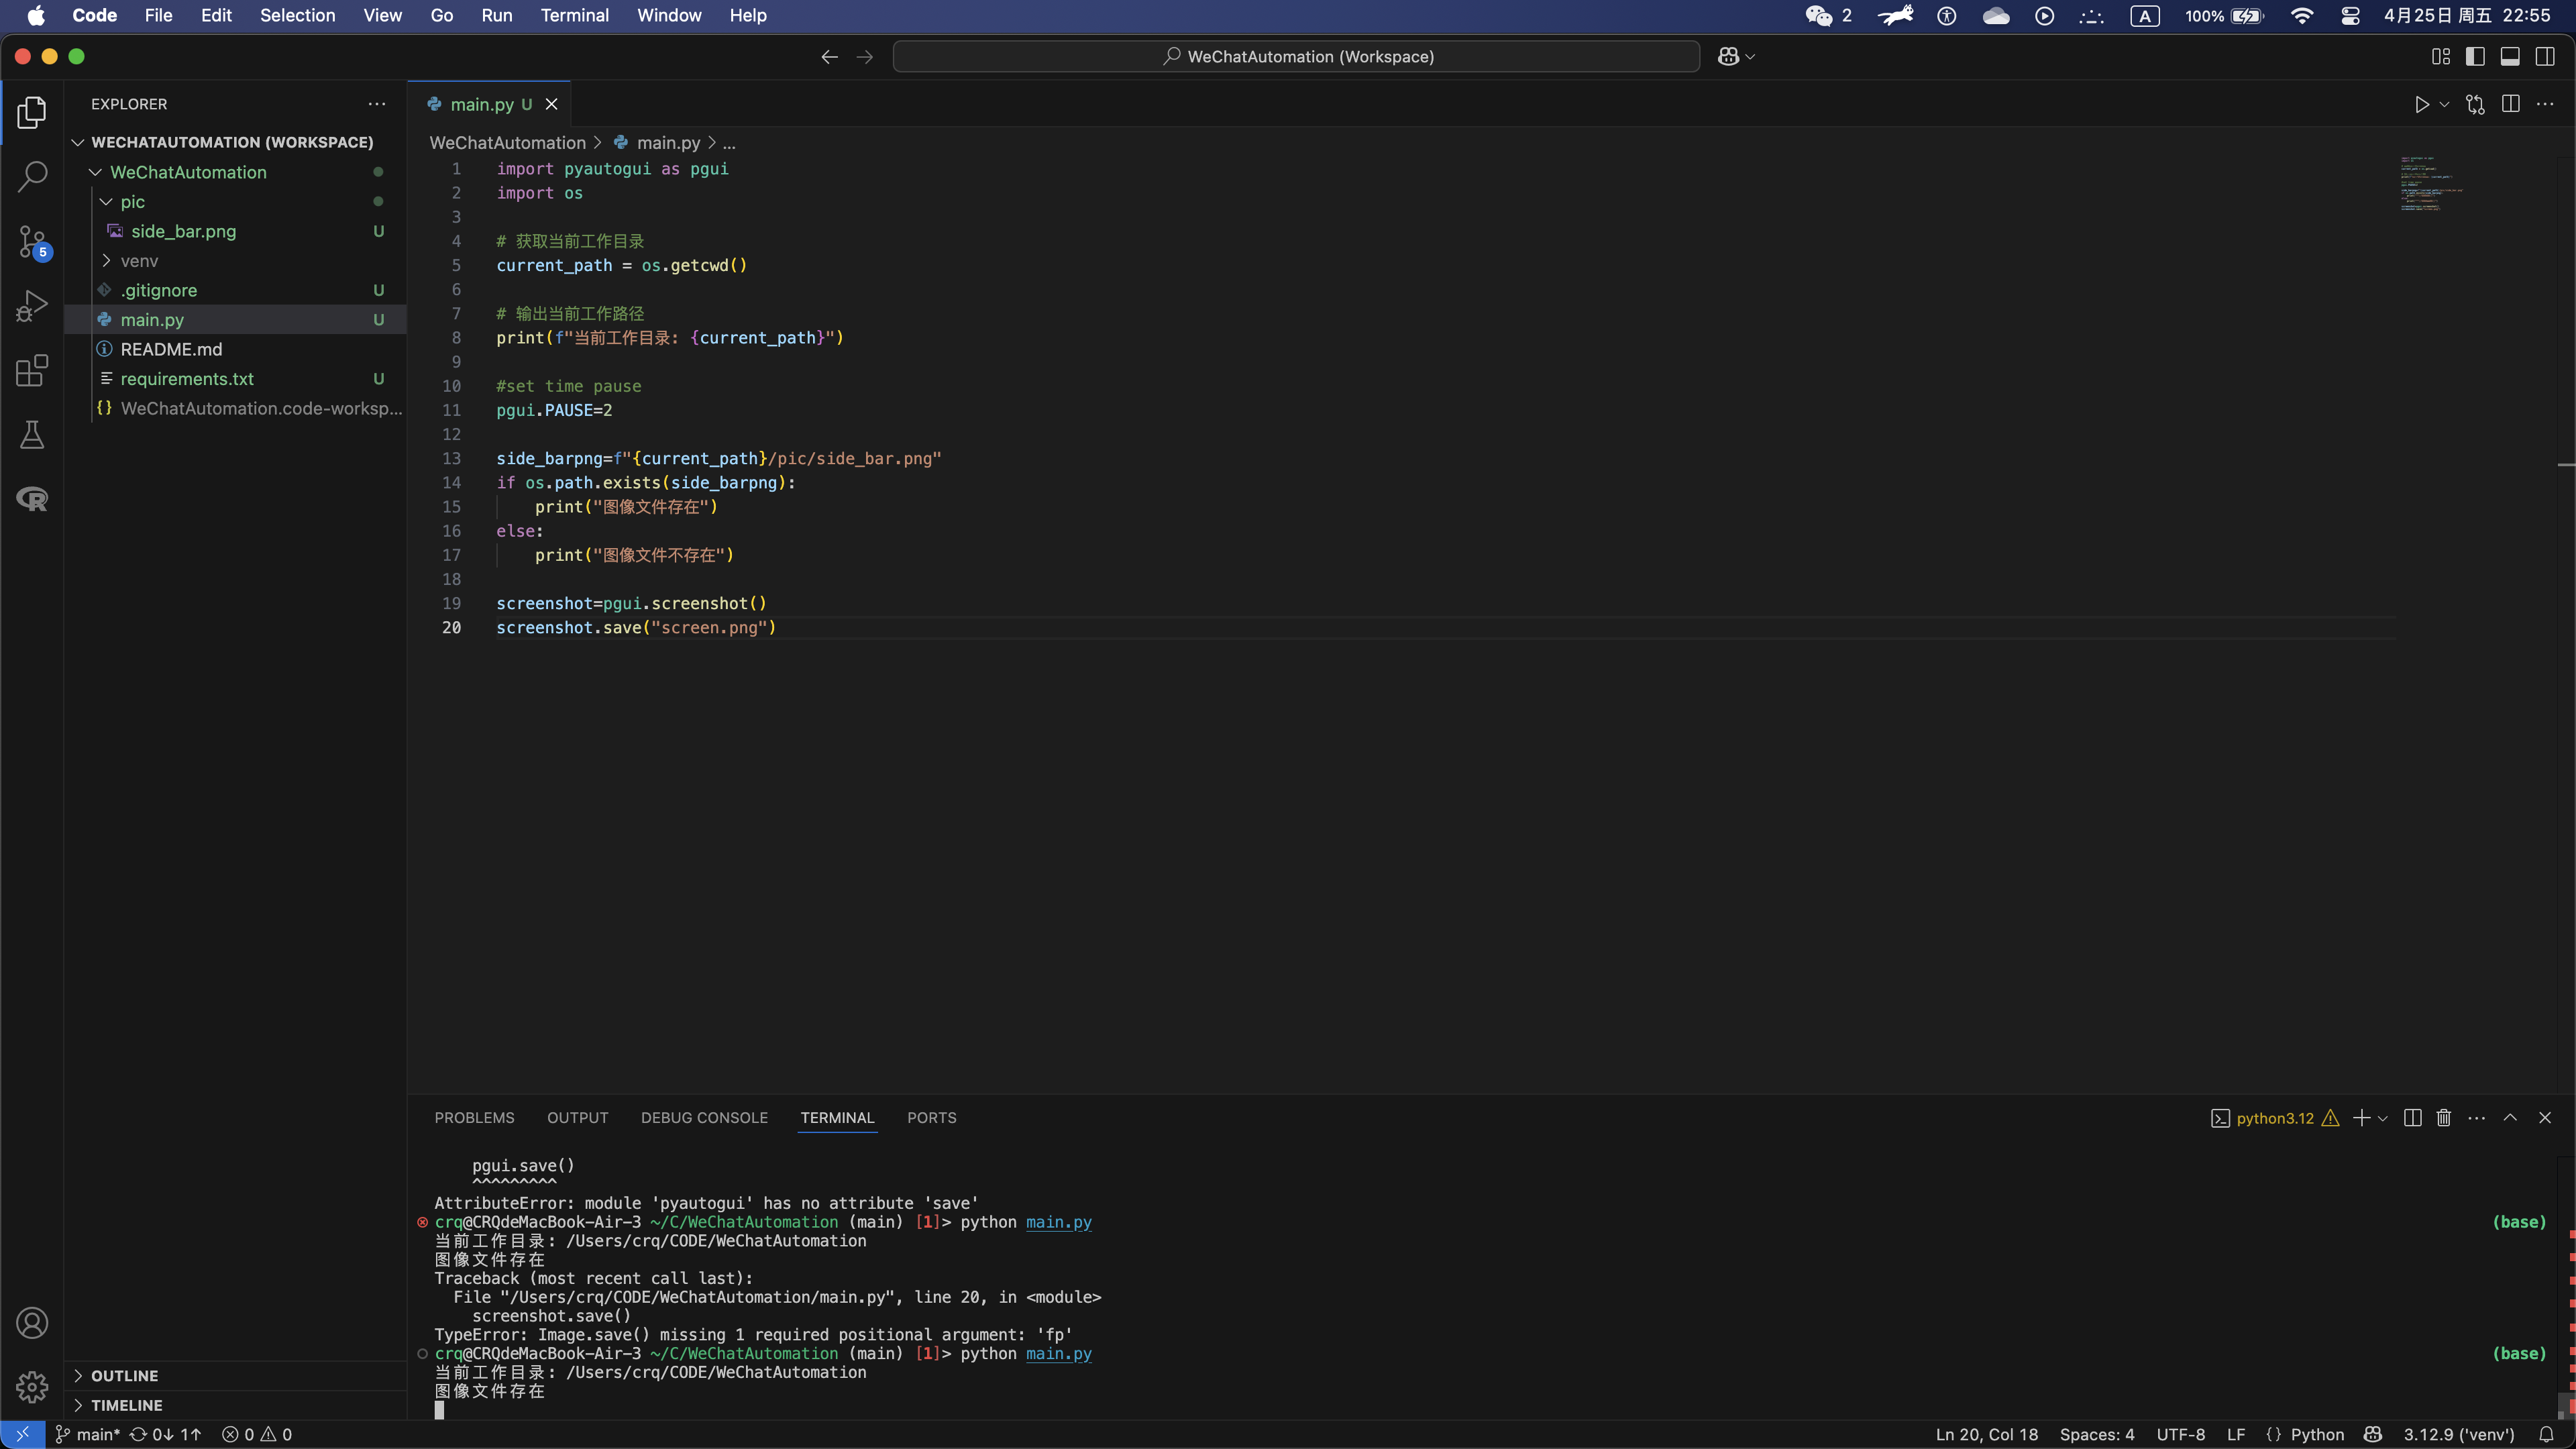 Code File Edit Selection View Go Run Terminal Window Help 2 A 100% 4月25日 周五 22:55
WeChatAutomation (Workspace)
EXPLORER
WECHATAUTOMATION (WORKSPACE)
WeChatAutomation
pic
side_bar.png U
venv
.gitignore U
main.py U
README.md
requirements.txt U
{} WeChatAutomation.code-worksp...
5
OUTLINE
TIMELINE
main.py U
WeChatAutomation > main.py > ...
1 import pyautogui as pgui
2 import os
3
4 # 获取当前工作目录
5 current_path = os.getcwd()
6
7 # 输出当前工作路径
8 print(f"当前工作目录: {current_path}")
9
10 #set time pause
11 pgui.PAUSE=2
12
13 side_barpng=f"{current_path}/pic/side_bar.png"
14 if os.path.exists(side_barpng):
15 print("图像文件存在")
16 else:
17 print("图像文件不存在")
18
19 screenshot=pgui.screenshot()
20 screenshot.save("screen.png")
PROBLEMS OUTPUT DEBUG CONSOLE TERMINAL PORTS
python3.12
pgui.save()
^^^^^^^^^
AttributeError: module 'pyautogui' has no attribute 'save'
crq@CRQdeMacBook-Air-3 ~/C/WeChatAutomation (main) [1]> python main.py (base)
当前工作目录: /Users/crq/CODE/WeChatAutomation
图像文件存在
Traceback (most recent call last):
File "/Users/crq/CODE/WeChatAutomation/main.py", line 20, in <module>
screenshot.save()
TypeError: Image.save() missing 1 required positional argument: 'fp'
crq@CRQdeMacBook-Air-3 ~/C/WeChatAutomation (main) [1]> python main.py (base)
当前工作目录: /Users/crq/CODE/WeChatAutomation
图像文件存在
main* 0↓ 1↑ 0 0 Ln 20, Col 18 Spaces: 4 UTF-8 LF {} Python 3.12.9 ('venv')